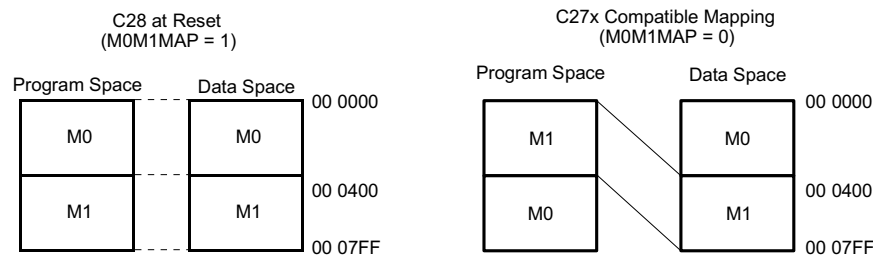 C28 at Reset
(M0M1MAP = 1)
C27x Compatible Mapping
(M0M1MAP = 0)
Program Space
Data Space
Program Space
Data Space
00 0000
00 0000
M0
M0
M1
M0
00 0400
00 0400
M1
M1
M0
M1
00 07FF
00 07FF